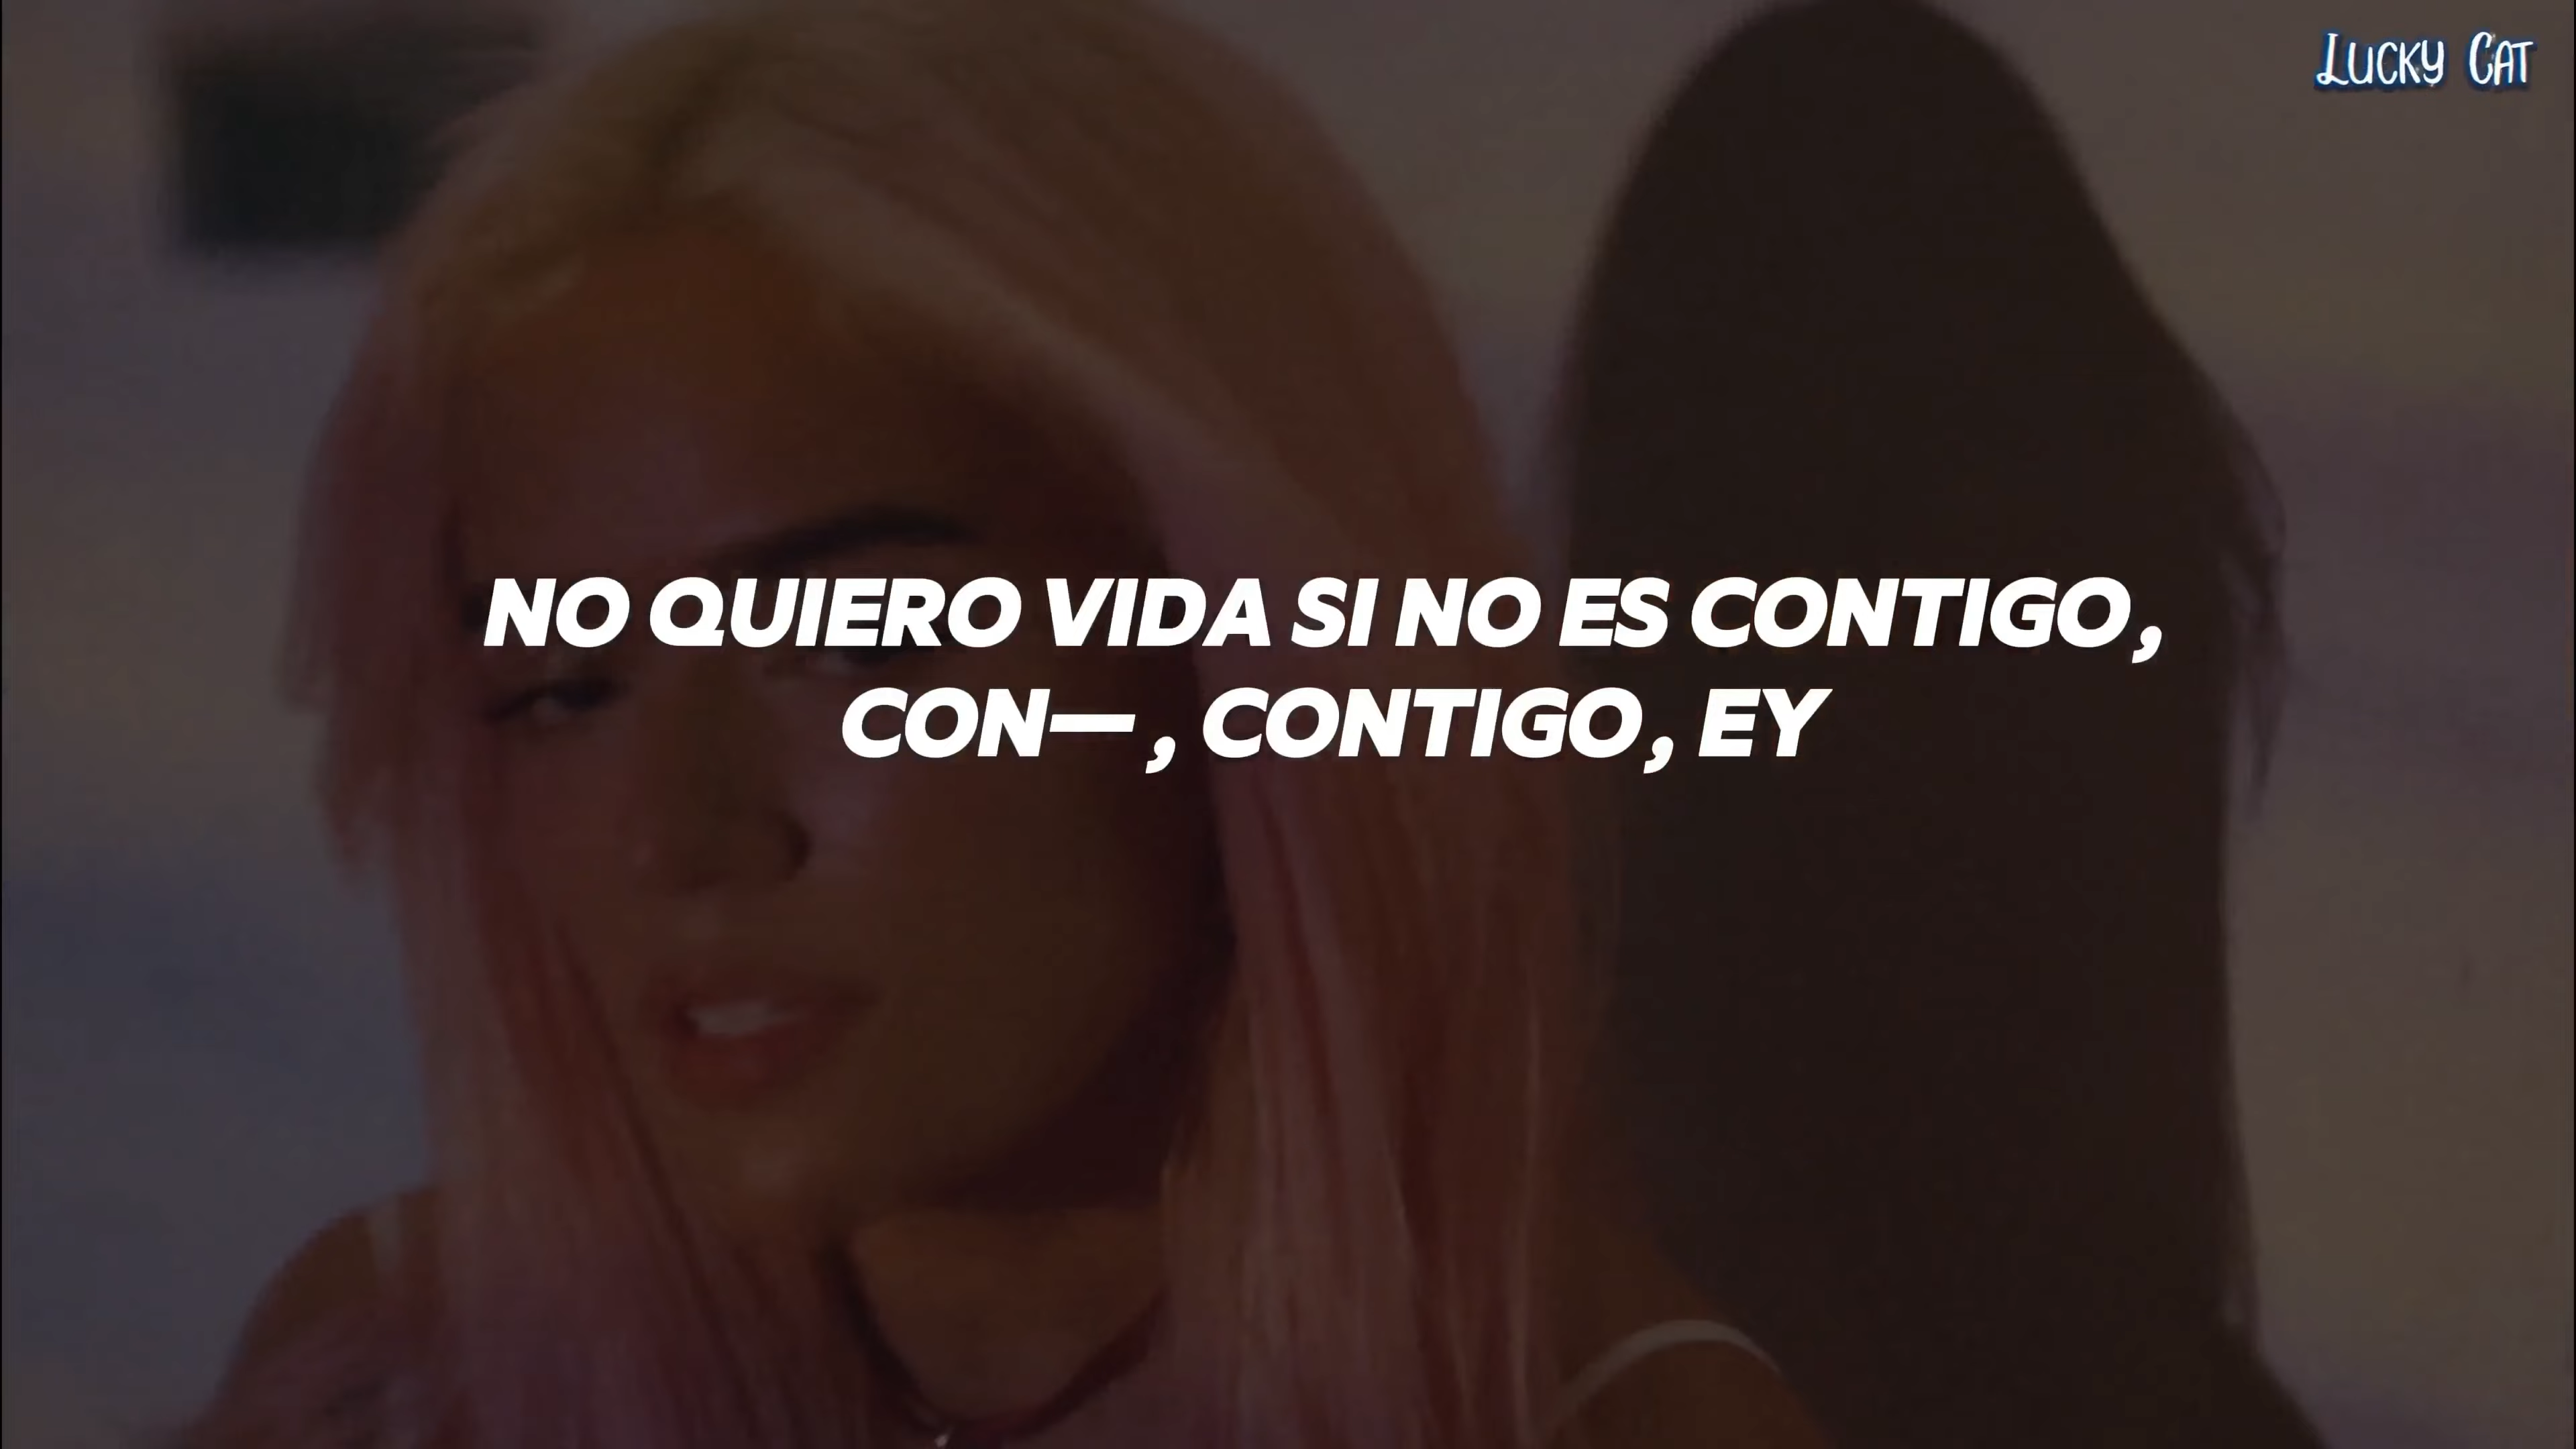 LUCKY CAT
NO QUIERO VIDA SI NO ES CONTIGO,
CON— , CONTIGO, EY